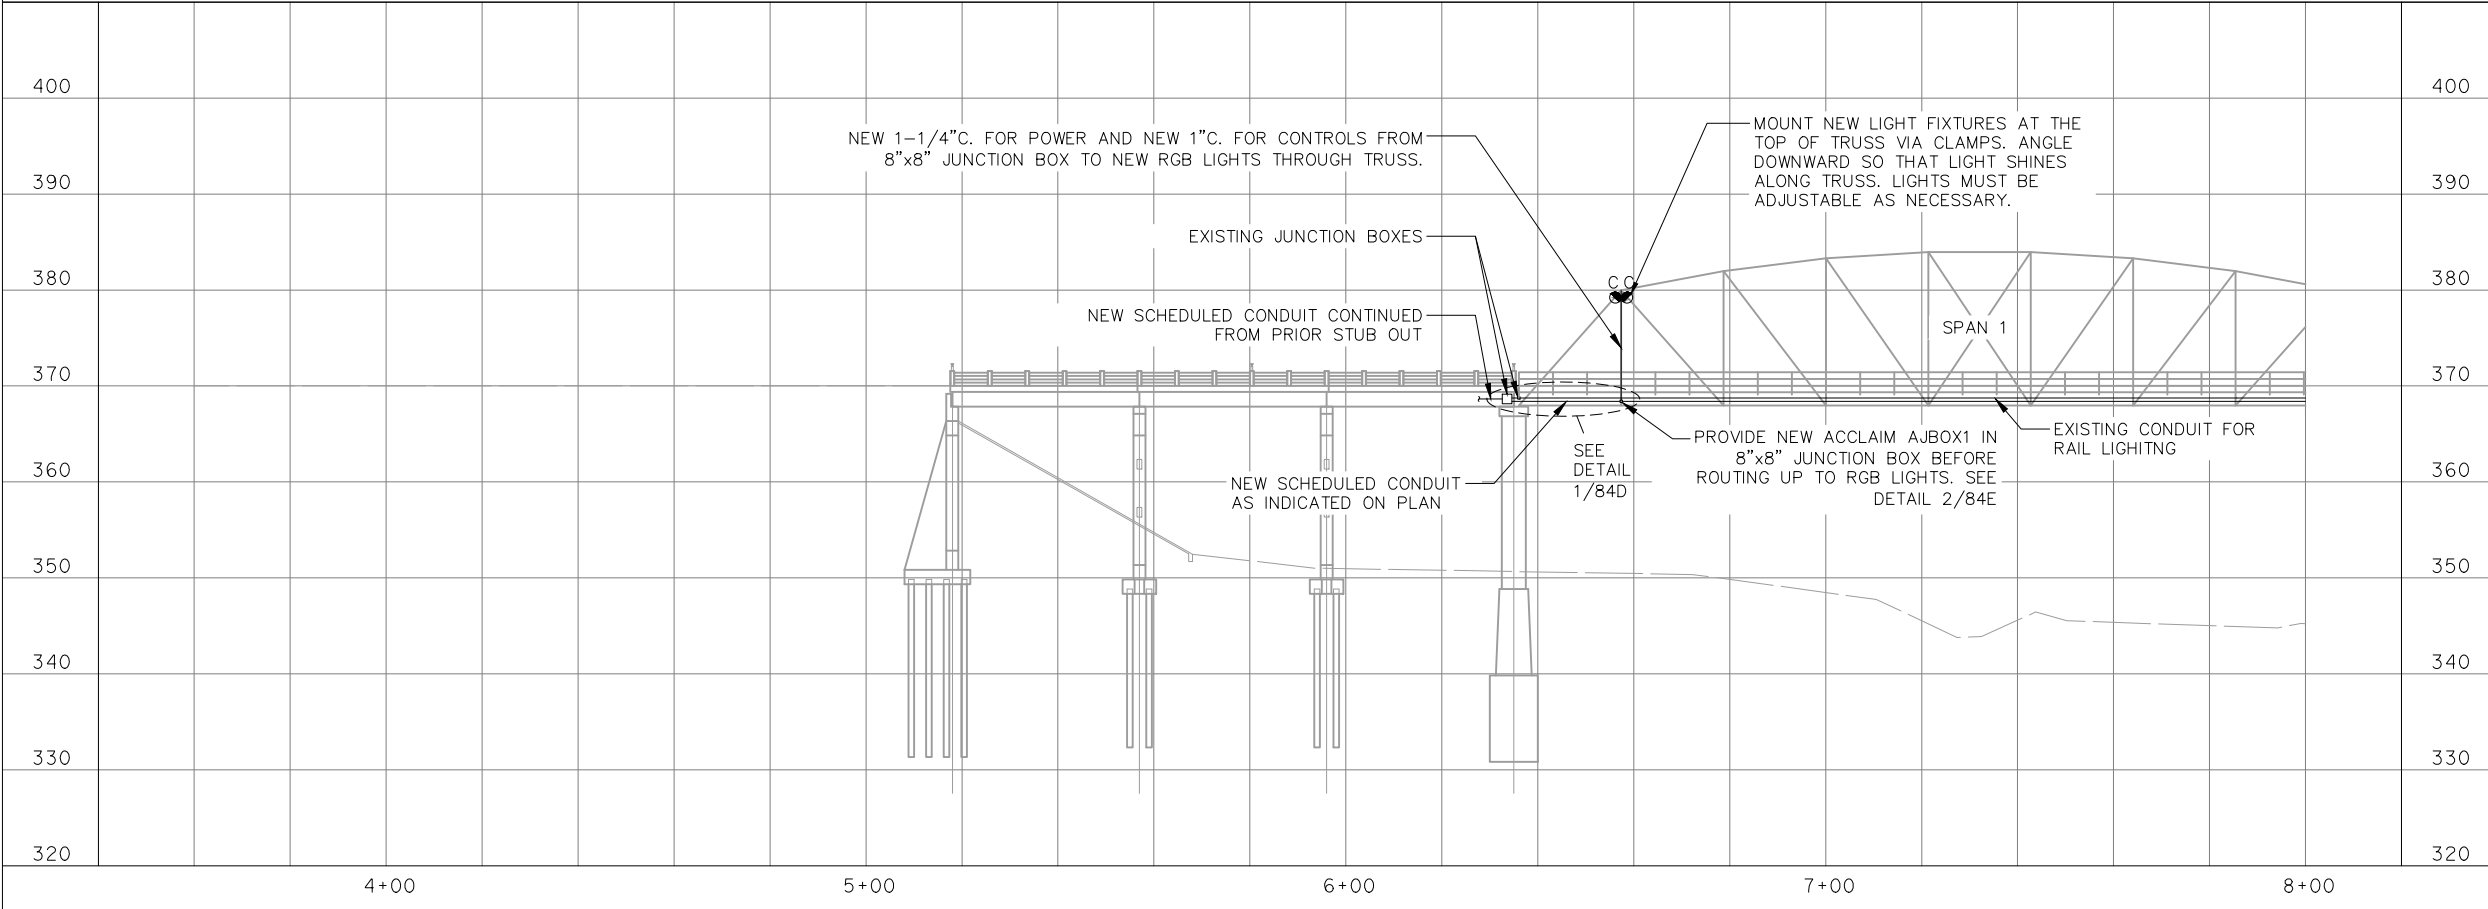 400
400
NEW 1-1/4"C. FOR POWER AND NEW 1"C. FOR CONTROLS FROM
8"x8" JUNCTION BOX TO NEW RGB LIGHTS THROUGH TRUSS.
MOUNT NEW LIGHT FIXTURES AT THE
TOP OF TRUSS VIA CLAMPS. ANGLE
DOWNWARD SO THAT LIGHT SHINES
ALONG TRUSS. LIGHTS MUST BE
ADJUSTABLE AS NECESSARY.
390
390
EXISTING JUNCTION BOXES
380
380
C C
NEW SCHEDULED CONDUIT CONTINUED
FROM PRIOR STUB OUT
SPAN 1
370
370
SEE
DETAIL
1/84D
PROVIDE NEW ACCLAIM AJBOX1 IN
8"x8" JUNCTION BOX BEFORE
ROUTING UP TO RGB LIGHTS. SEE
DETAIL 2/84E
EXISTING CONDUIT FOR
RAIL LIGHITNG
360
360
NEW SCHEDULED CONDUIT
AS INDICATED ON PLAN
350
350
340
340
330
330
320
320
4+00
5+00
6+00
7+00
8+00